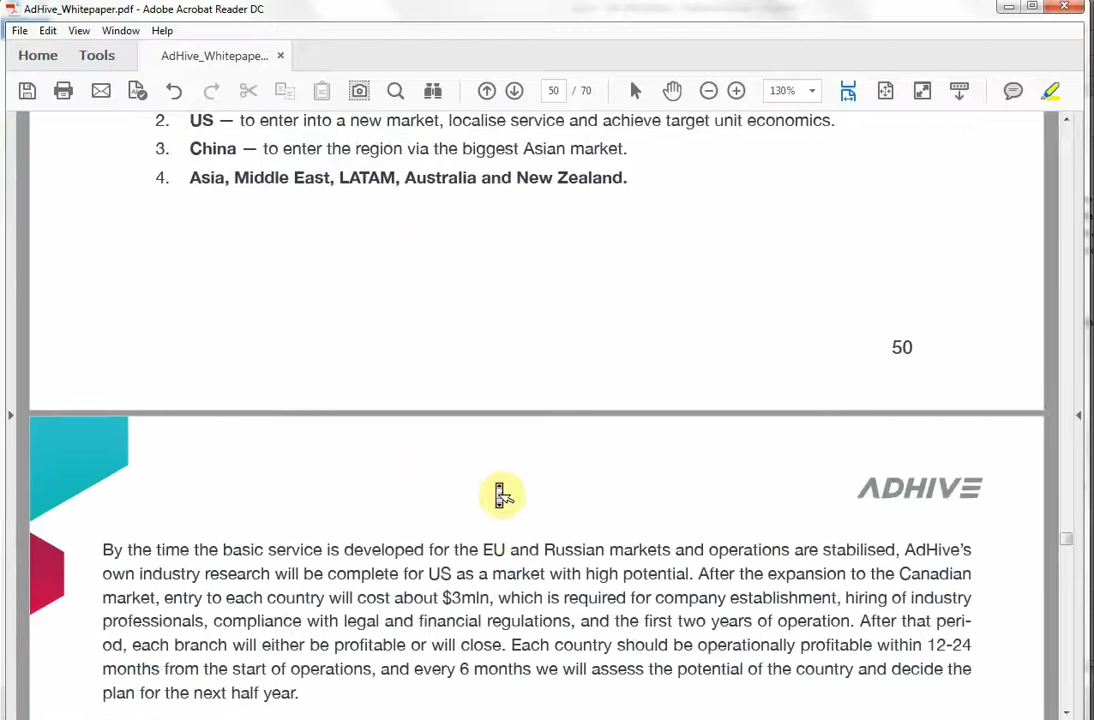 AdHive_Whitepaper.pdf - Adobe Acrobat Reader DC
File Edit View Window Help
Home Tools AdHive_Whitepape... ×
50 / 70 130%
2. US — to enter into a new market, localise service and achieve target unit economics.
3. China — to enter the region via the biggest Asian market.
4. Asia, Middle East, LATAM, Australia and New Zealand.
50
ADHIVE
By the time the basic service is developed for the EU and Russian markets and operations are stabilised, AdHive's
own industry research will be complete for US as a market with high potential. After the expansion to the Canadian
market, entry to each country will cost about $3mln, which is required for company establishment, hiring of industry
professionals, compliance with legal and financial regulations, and the first two years of operation. After that peri-
od, each branch will either be profitable or will close. Each country should be operationally profitable within 12-24
months from the start of operations, and every 6 months we will assess the potential of the country and decide the
plan for the next half year.